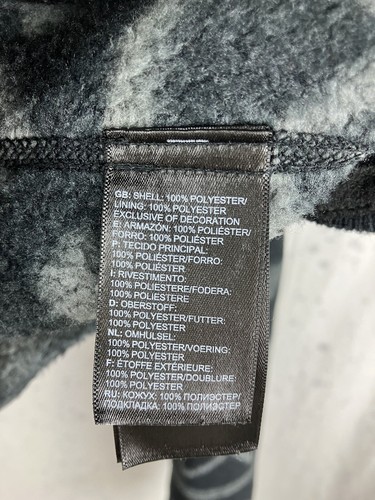 GB: SHELL: 100% POLYESTER/
LINING: 100% POLYESTER
EXCLUSIVE OF DECORATION
E: ARMAZÓN: 100% POLIÉSTER/
FORRO: 100% POLIÉSTER
P: TECIDO PRINCIPAL:
100% POLIÉSTER/FORRO:
100% POLIÉSTER
I: RIVESTIMENTO:
100% POLIESTERE/FODERA:
100% POLIESTERE
D: OBERSTOFF:
100% POLYESTER/FUTTER:
100% POLYESTER
NL: OMHULSEL:
100% POLYESTER/VOERING:
100% POLYESTER
F: ÉTOFFE EXTÉRIEURE:
100% POLYESTER/DOUBLURE:
100% POLYESTER
RU: КОЖУХ: 100% ПОЛИЭСТЕР/
ПОДКЛАДКА: 100% ПОЛИЭСТЕР